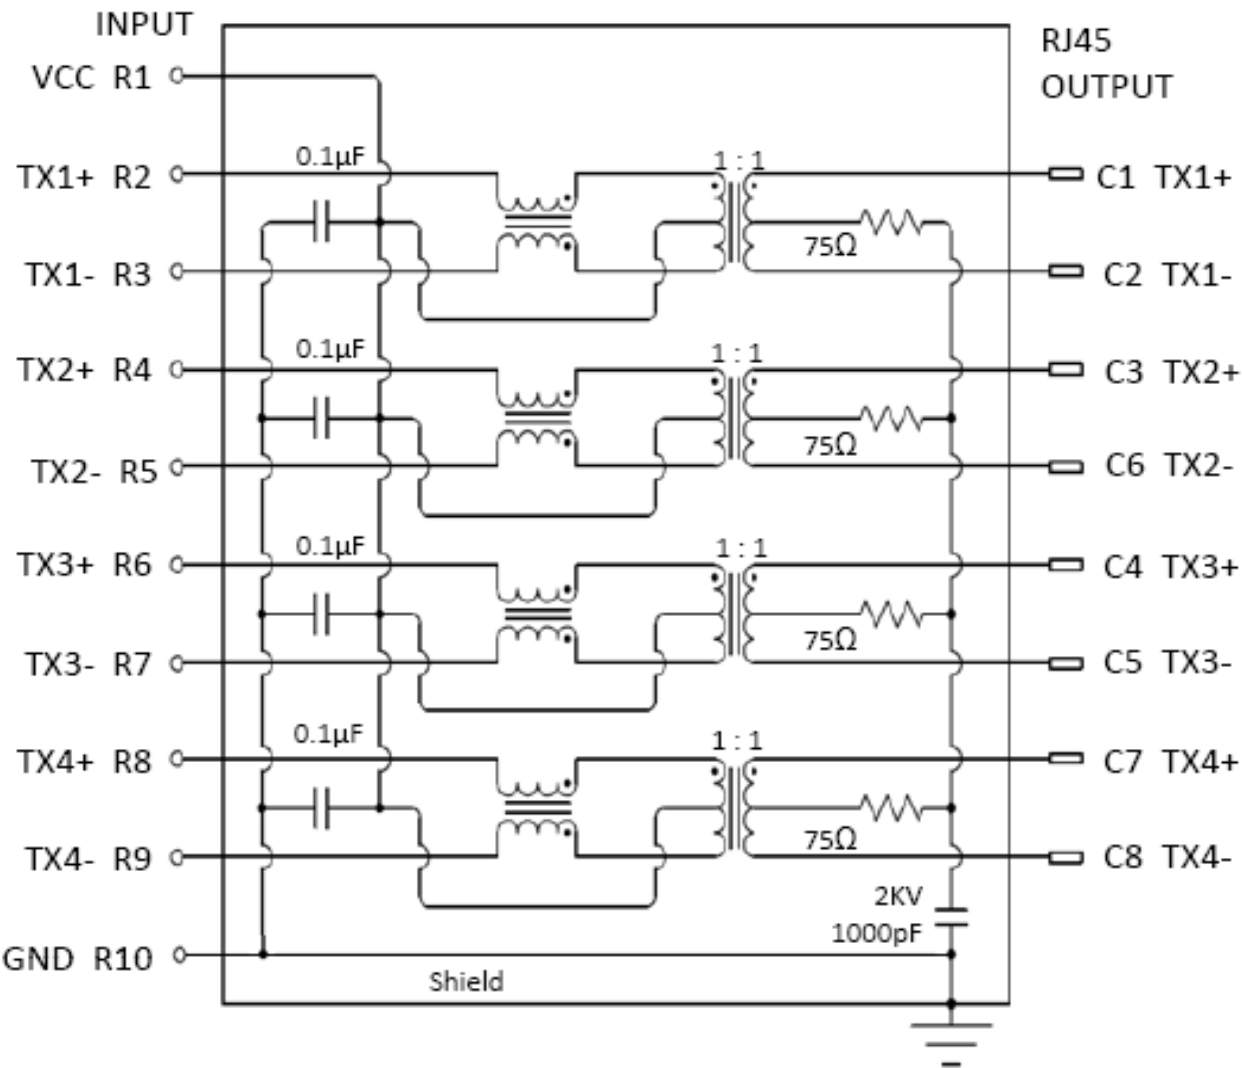 INPUT
RJ45
OUTPUT
VCC R1
0.1µF
1 : 1
TX1+ R2
C1 TX1+
75Ω
TX1- R3
C2 TX1-
0.1µF
1 : 1
TX2+ R4
C3 TX2+
75Ω
TX2- R5
C6 TX2-
0.1µF
1 : 1
TX3+ R6
C4 TX3+
75Ω
TX3- R7
C5 TX3-
0.1µF
1 : 1
TX4+ R8
C7 TX4+
75Ω
TX4- R9
C8 TX4-
2KV
1000pF
GND R10
Shield